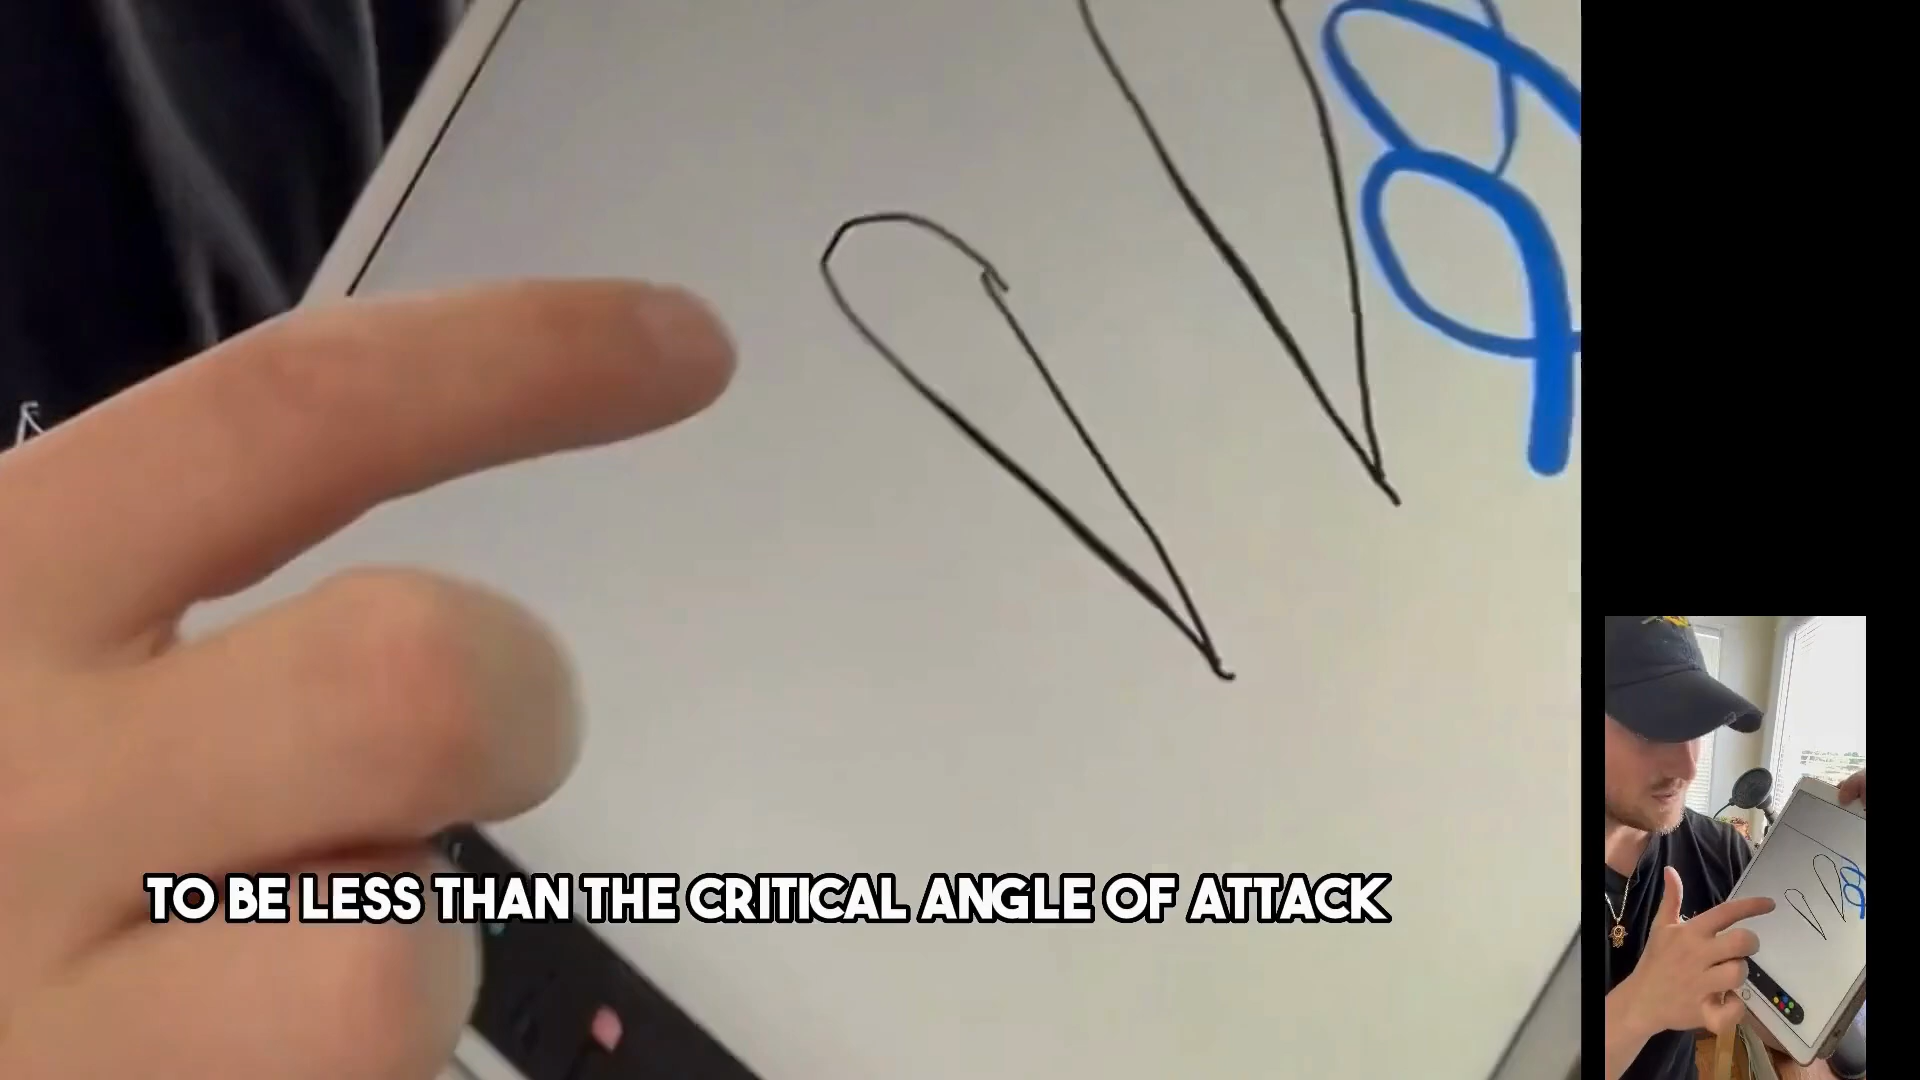 TO BE LESS THAN THE CRITICAL ANGLE OF ATTACK